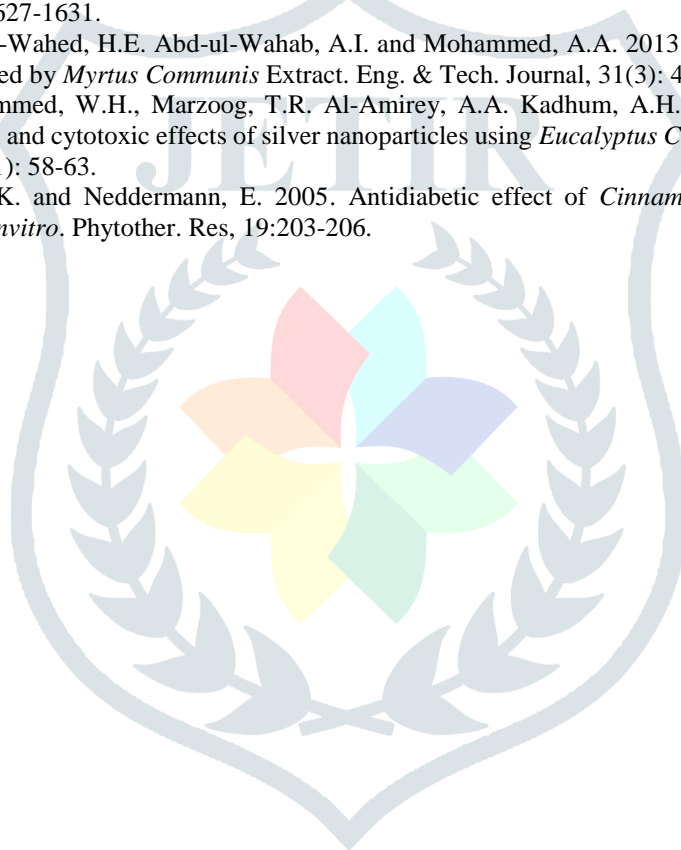 627-1631.
-Wahed, H.E. Abd-ul-Wahab, A.I. and Mohammed, A.A. 2013
ed by Myrtus Communis Extract. Eng. & Tech. Journal, 31(3): 4
mmed, W.H., Marzoog, T.R. Al-Amirey, A.A. Kadhum, A.H.
and cytotoxic effects of silver nanoparticles using Eucalyptus C
): 58-63.
K. and Neddermann, E. 2005. Antidiabetic effect of Cinnam
nvitro. Phytother. Res, 19:203-206.
JETIR